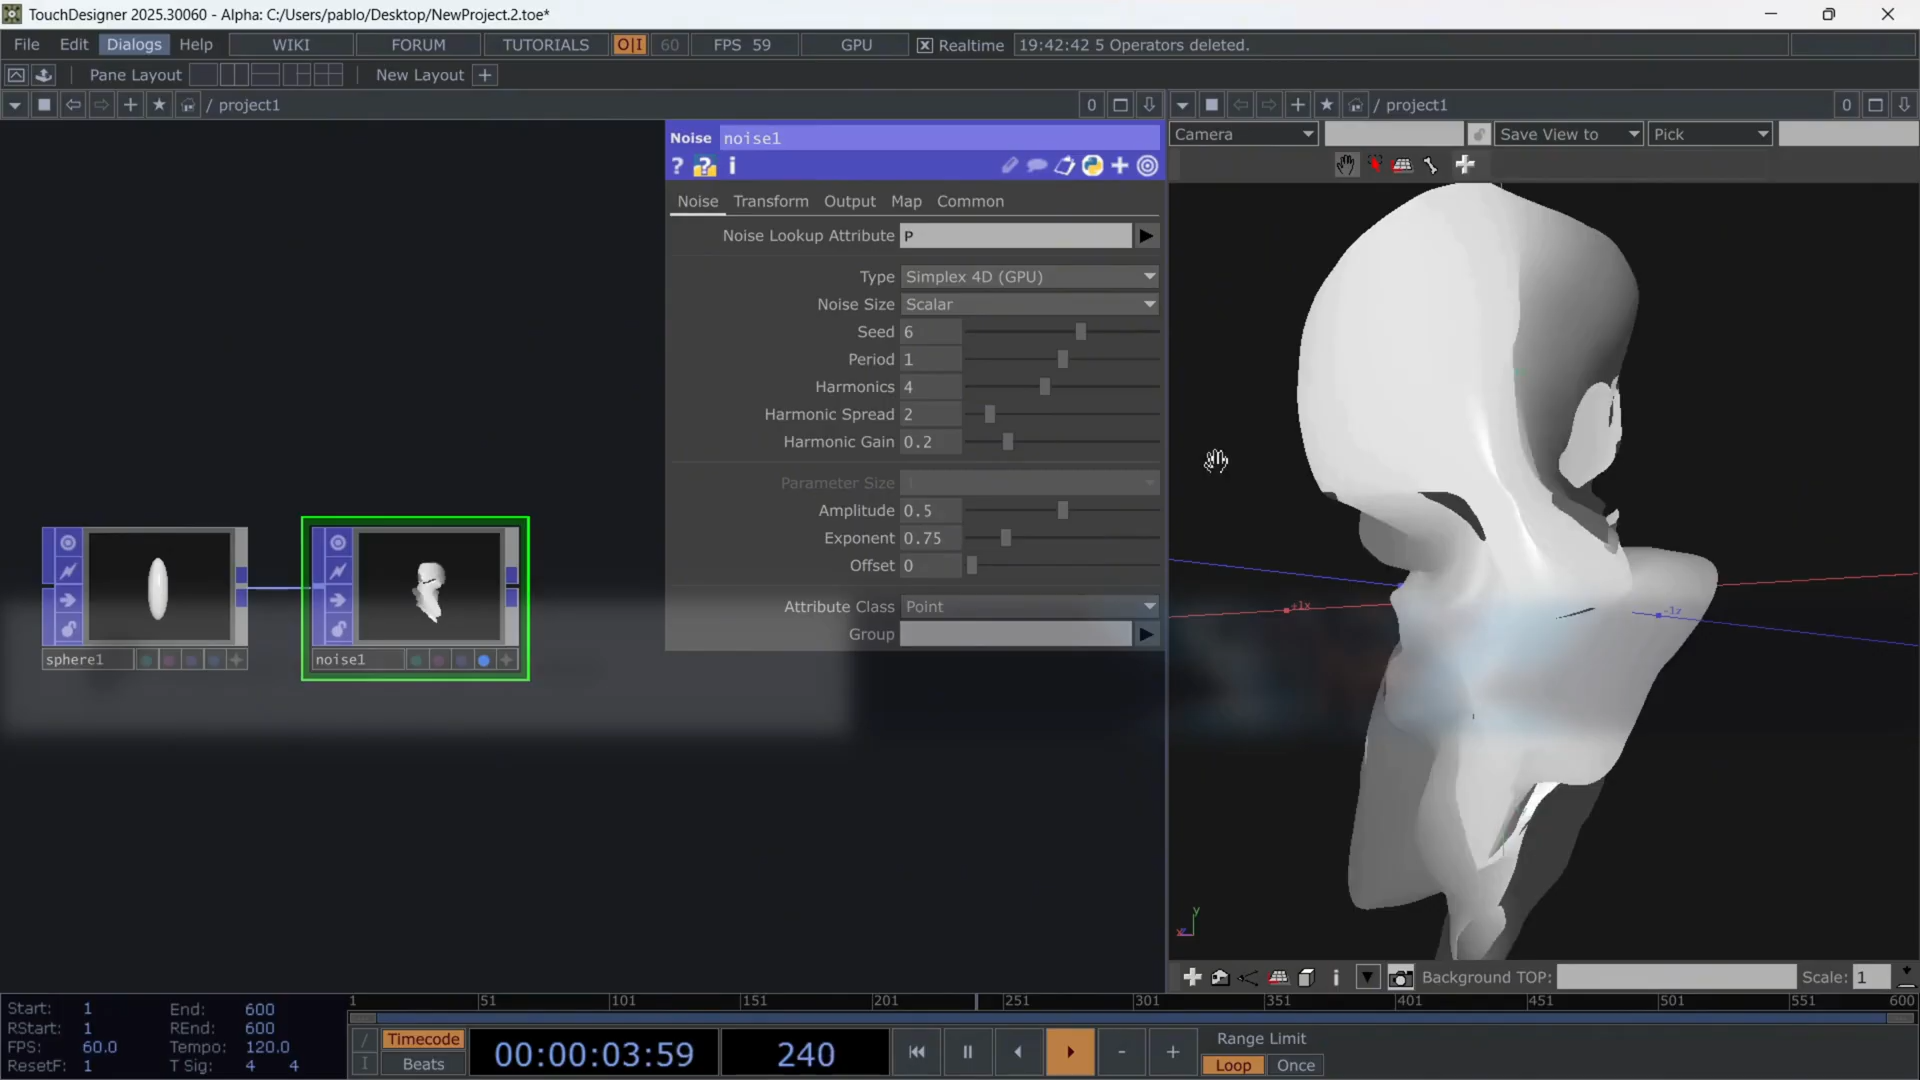 TouchDesigner 2025.30060 - Alpha: C:/Users/pablo/Desktop/NewProject.2.toe*
File Edit Dialogs Help WIKI FORUM TUTORIALS O|I 60 FPS 59 GPU Realtime 19:42:42 5 Operators deleted.
Pane Layout New Layout
/ project1 0
/ project1 0
Camera Save View to Pick
Noise noise1
? i
Noise Transform Output Map Common
Noise Lookup Attribute P
Type Simplex 4D (GPU)
Noise Size Scalar
Seed 6
Period 1
Harmonics 4
Harmonic Spread 2
Harmonic Gain 0.2
Parameter Size
Amplitude 0.5
Exponent 0.75
Offset 0
Attribute Class Point
Group
sphere1
noise1
+1x
-1z
y
x
Background TOP: Scale: 1
Start: 1 End: 600
RStart: 1 REnd: 600
FPS: 60.0 Tempo: 120.0
ResetF: 1 T Sig: 4 4
1 51 101 151 201 251 301 351 401 451 501 551 600
/ Timecode
I Beats
00:00:03:59
240
- +
Range Limit
Loop Once